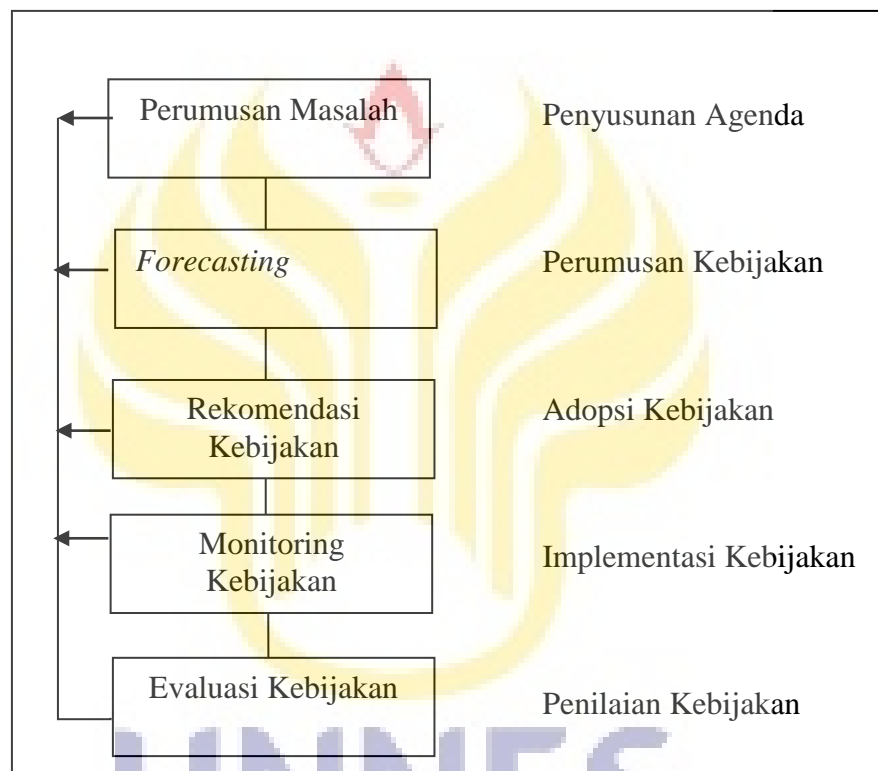 Perumusan Masalah
Penyusunan Agenda
Forecasting
Perumusan Kebijakan
Rekomendasi
Kebijakan
Adopsi Kebijakan
Monitoring
Kebijakan
Implementasi Kebijakan
Evaluasi Kebijakan
Penilaian Kebijakan
UNNES